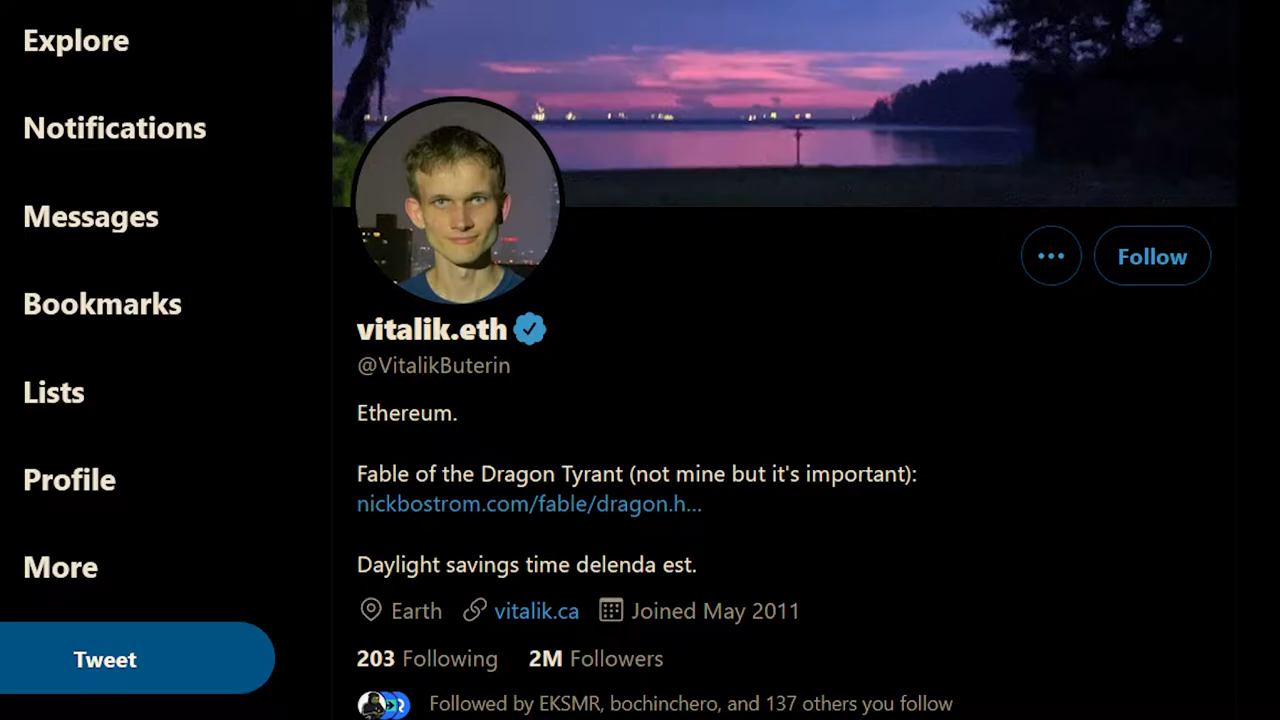 Explore
Notifications
Messages
Bookmarks
Lists
Profile
More
Tweet
Follow
vitalik.eth
@VitalikButerin
Ethereum.
Fable of the Dragon Tyrant (not mine but it's important):
nickbostrom.com/fable/dragon.h...
Daylight savings time delenda est.
Earth vitalik.ca Joined May 2011
203 Following 2M Followers
Followed by EKSMR, bochinchero, and 137 others you follow